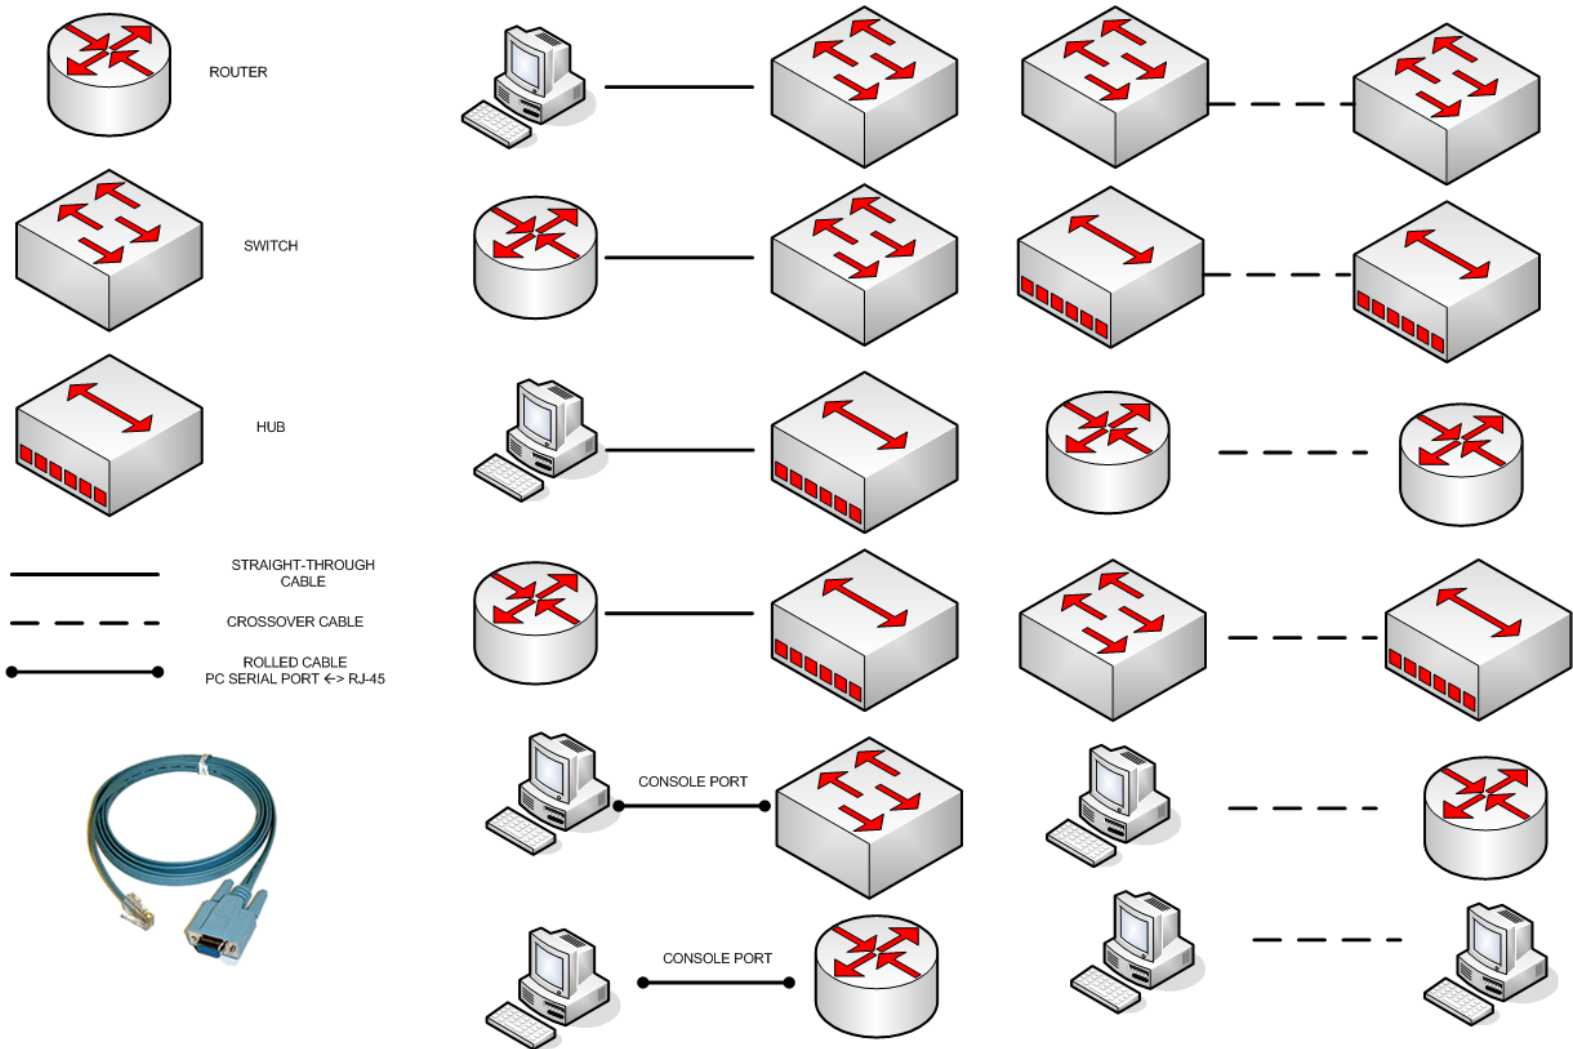 ROUTER
SWITCH
HUB
STRAIGHT-THROUGH
CABLE
CROSSOVER CABLE
ROLLED CABLE
PC SERIAL PORT <-> RJ-45
CONSOLE PORT
CONSOLE PORT